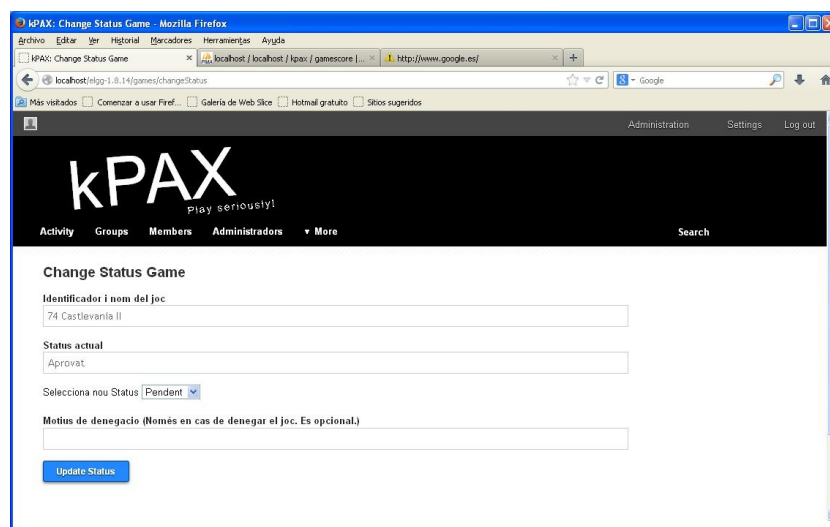 kPAX: Change Status Game - Mozilla Firefox
Archivo Editar Ver Historial Marcadores Herramientas Ayuda
kPAX: Change Status Game × localhost / localhost / kpax / gamescore |... × http://www.google.es/ × +
localhost/elgg-1.8.14/games/changeStatus Google
Más visitados Comenzar a usar Firef... Galería de Web Slice Hotmail gratuito Sitios sugeridos
Administration Settings Log out
kPAX
Play seriously!
Activity Groups Members Administradors ▾ More Search
Change Status Game
Identificador i nom del joc
74 Castlevania II
Status actual
Aprovat
Selecciona nou Status Pendent
Motius de denegacio (Només en cas de denegar el joc. Es opcional.)
Update Status